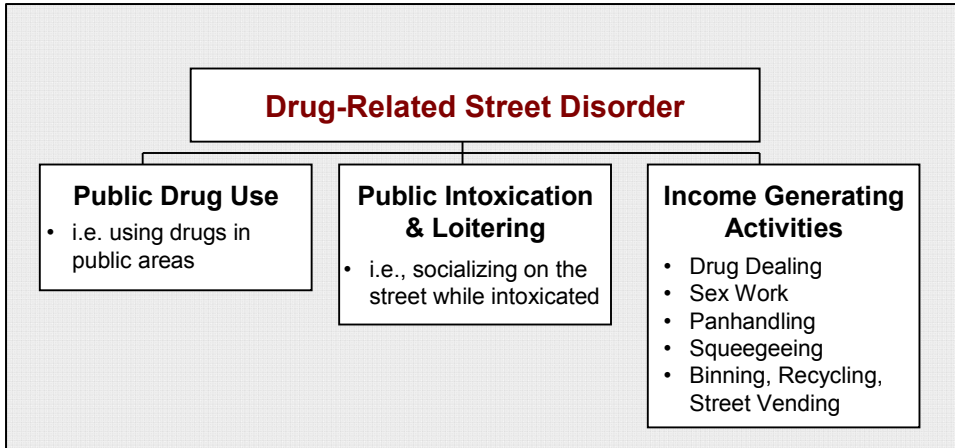 Drug-Related Street Disorder
Public Drug Use
• i.e. using drugs in
public areas
Public Intoxication
& Loitering
• i.e., socializing on the
street while intoxicated
Income Generating
Activities
• Drug Dealing
• Sex Work
• Panhandling
• Squeegeeing
• Binning, Recycling,
Street Vending